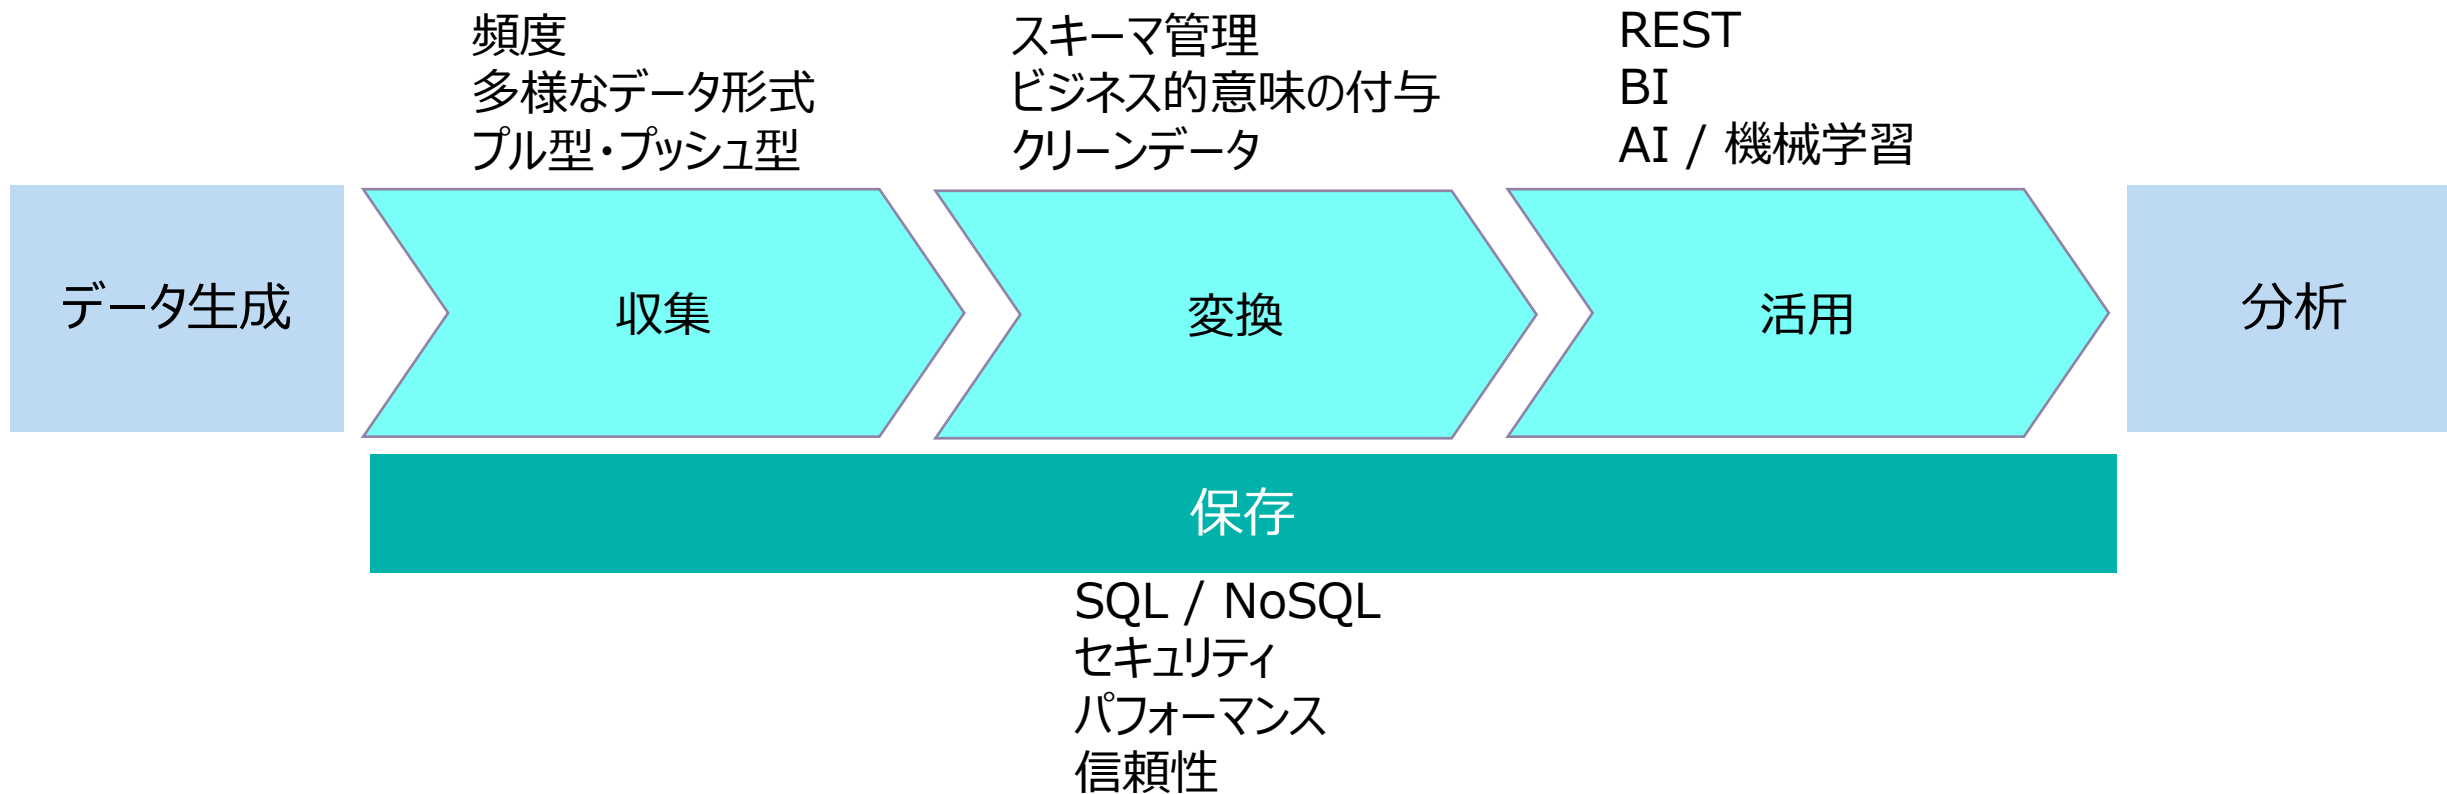 頻度
多様なデータ形式
プル型・プッシュ型
スキーマ管理
ビジネス的意味の付与
クリーンデータ
REST
BI
AI / 機械学習
データ生成
収集
変換
活用
分析
保存
SQL / NoSQL
セキュリティ
パフォーマンス
信頼性